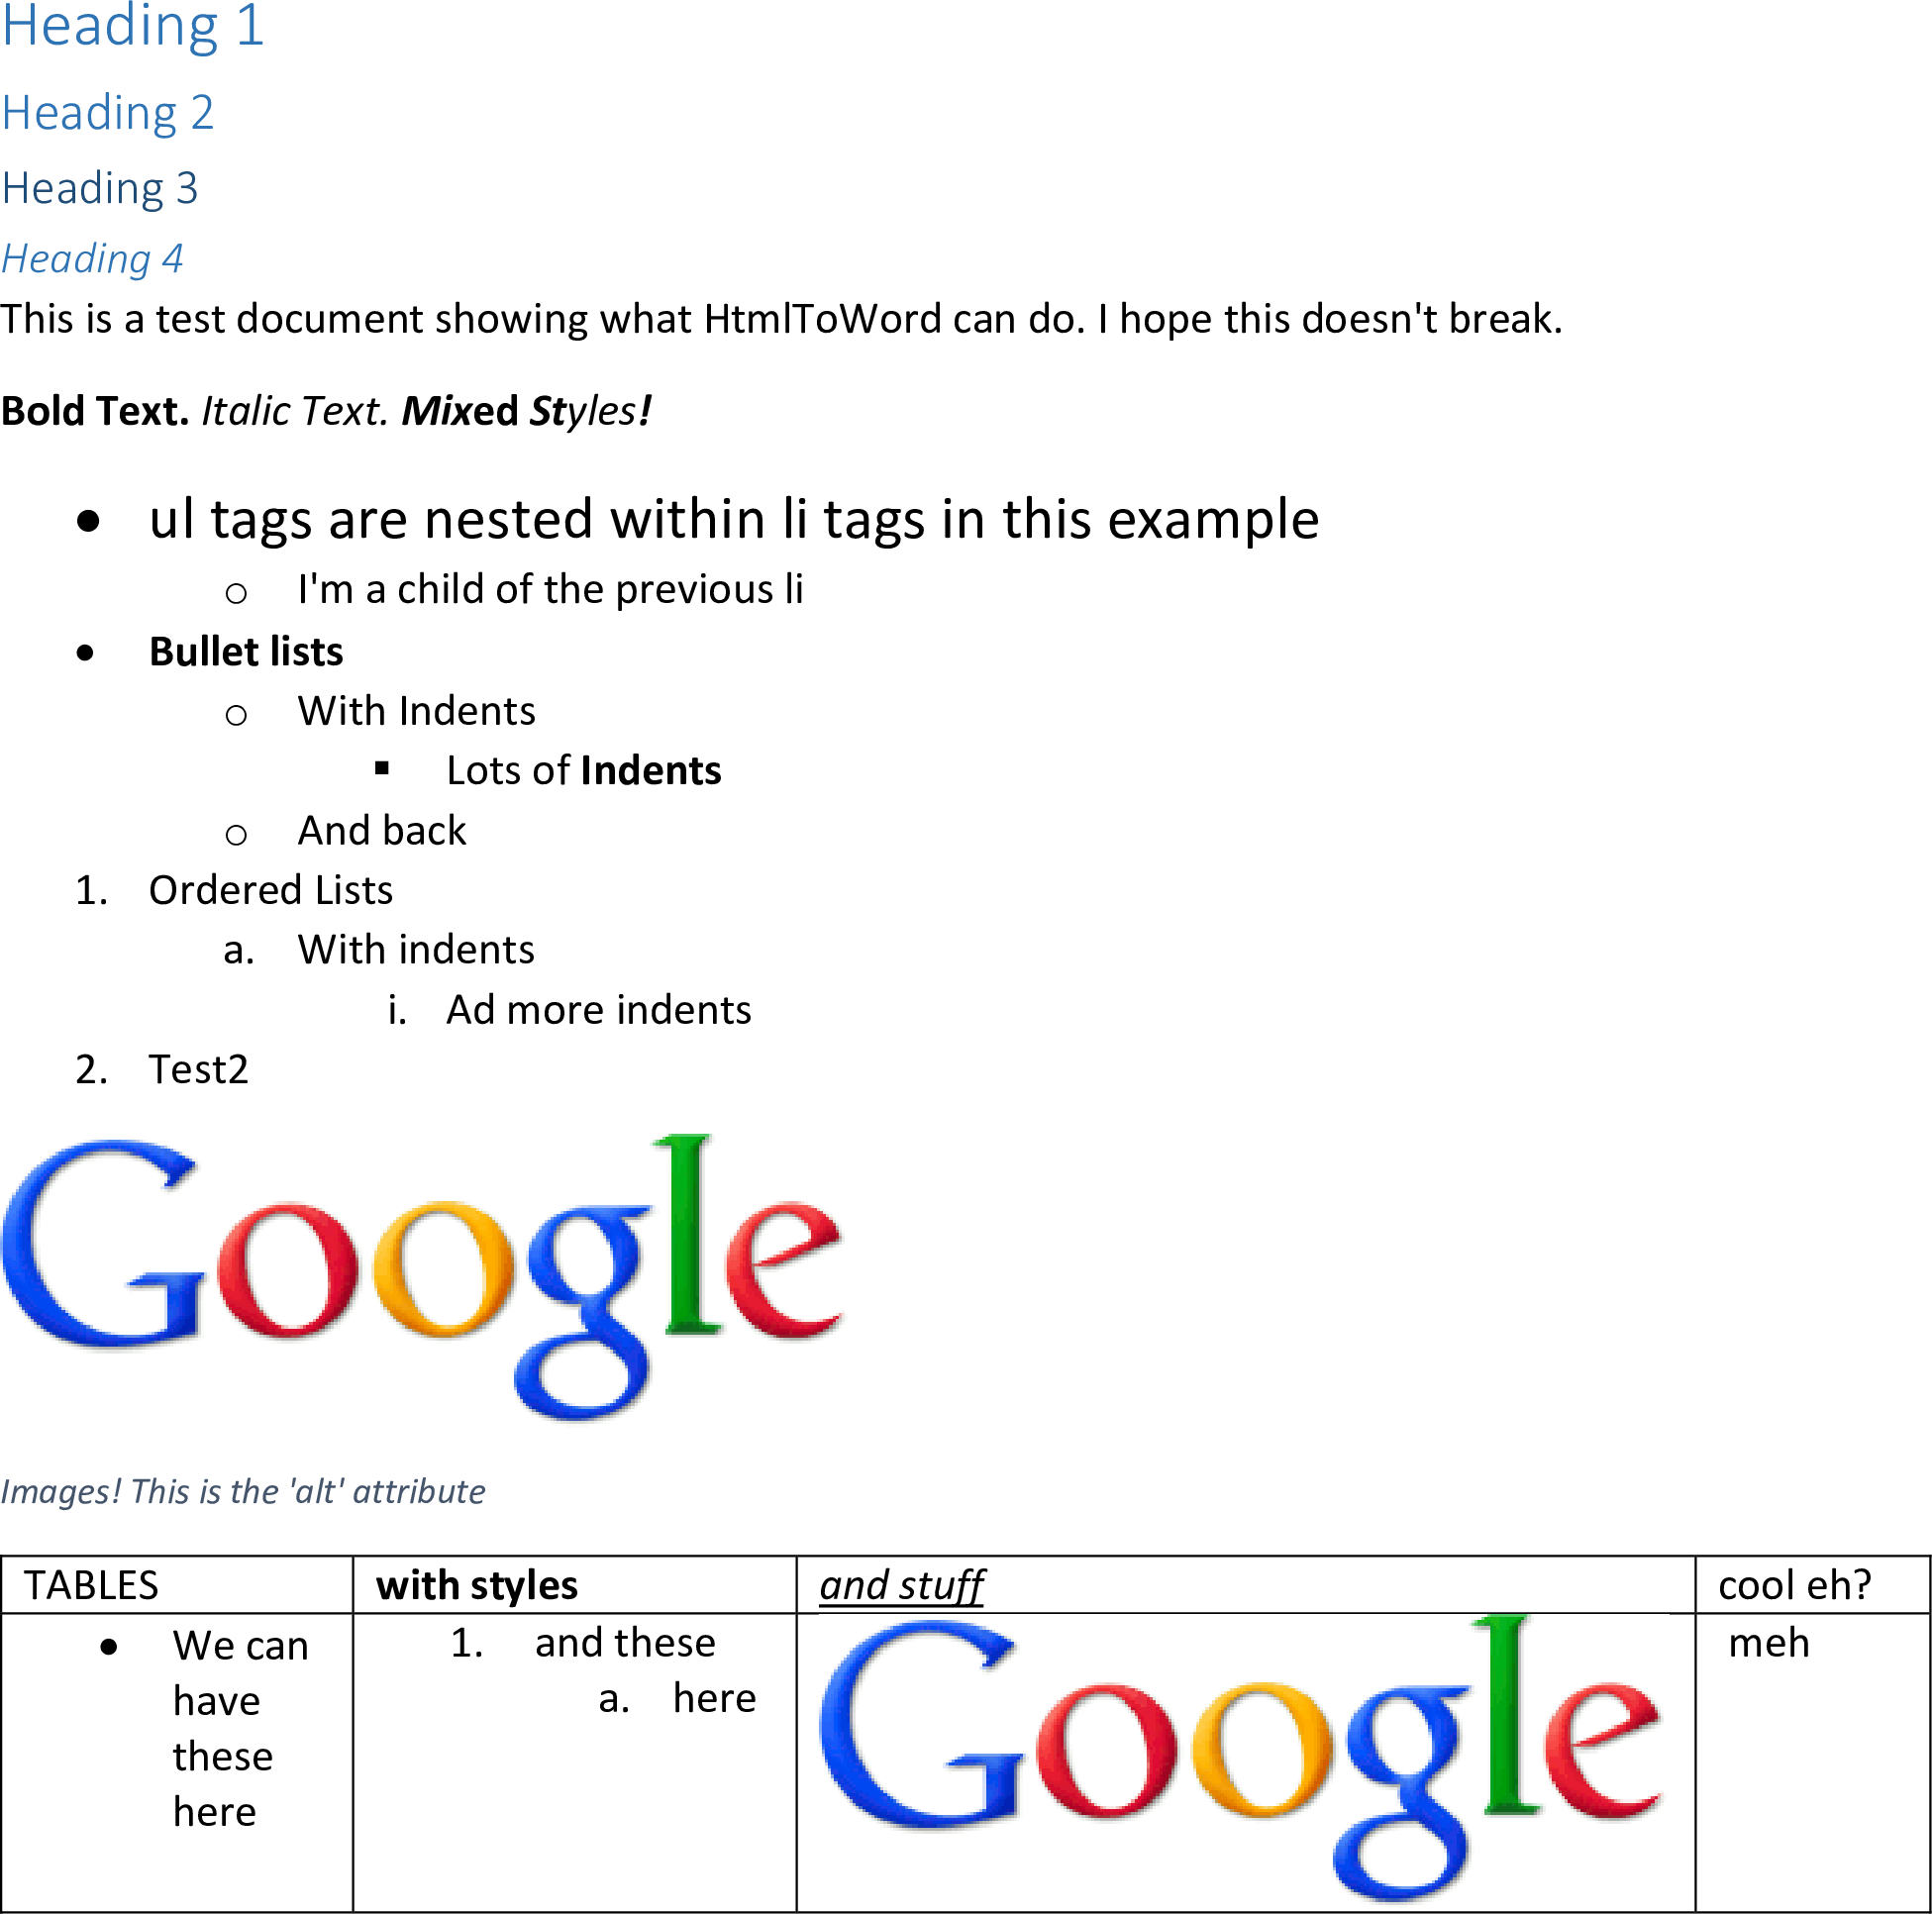 Heading 1
Heading 2
Heading 3
Heading 4
This is a test document showing what HtmlToWord can do. I hope this doesn't break.
Bold Text. Italic Text. Mixed Styles!
• ul tags are nested within li tags in this example
o I'm a child of the previous li
• Bullet lists
o With Indents
▪ Lots of Indents
o And back
1. Ordered Lists
a. With indents
i. Ad more indents
2. Test2
Google
Images! This is the 'alt' attribute
TABLES with styles and stuff cool eh?
• We can
have
these
here
1. and these
a. here
Google
meh